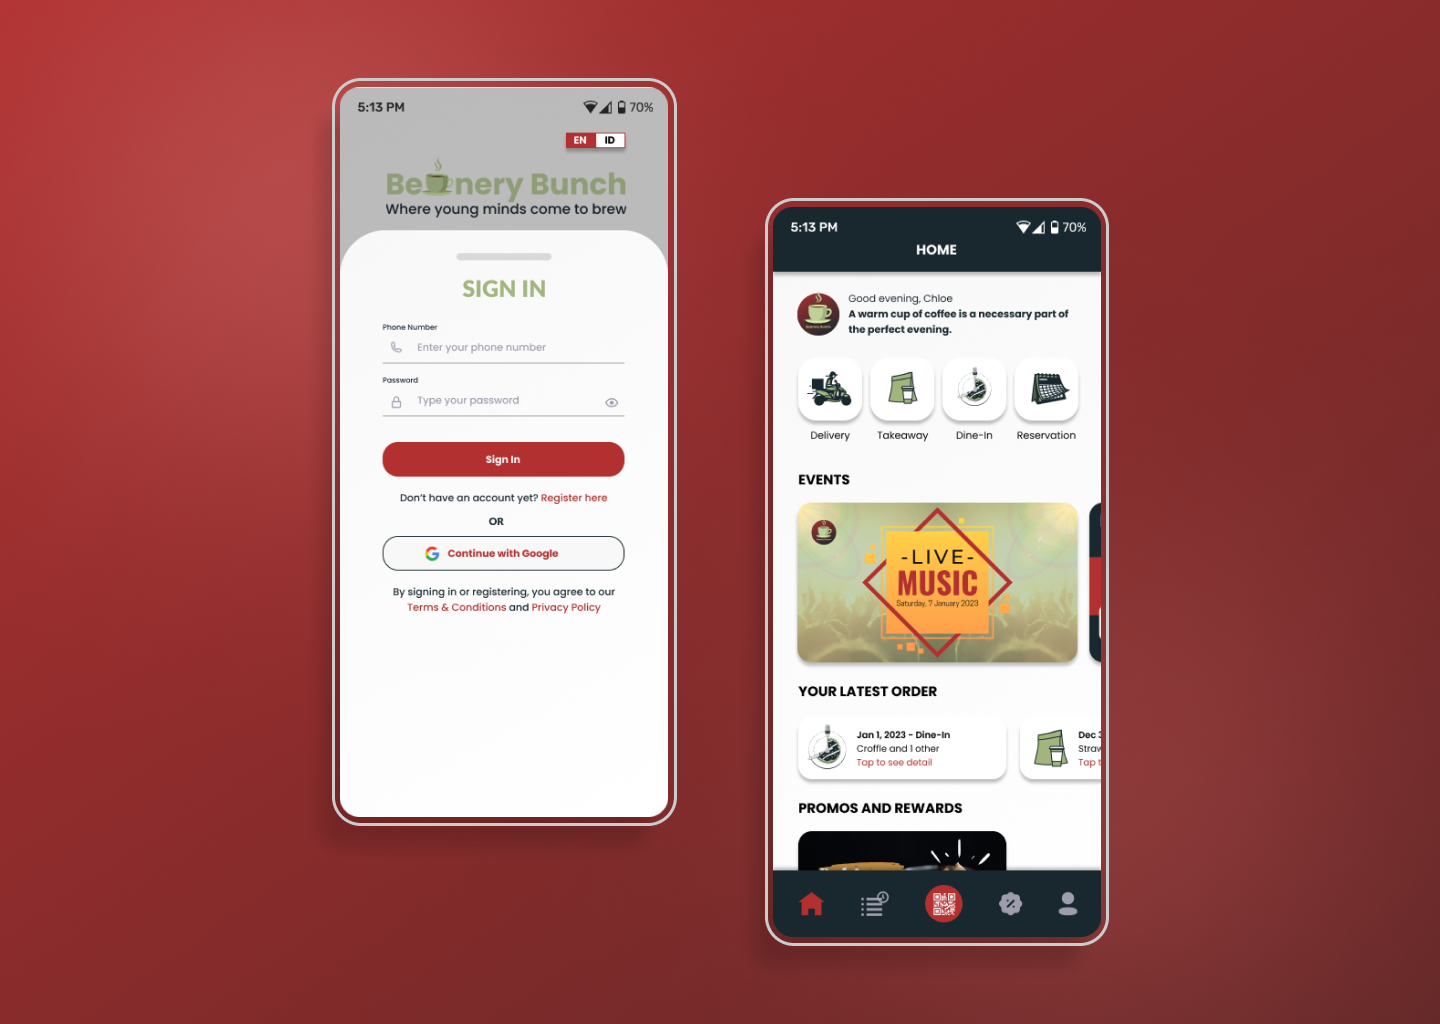 5:13 PM
70%
EN ID
Be nery Bunch
Where young minds come to brew
SIGN IN
Phone Number
Enter your phone number
Password
Type your password
Sign In
Don't have an account yet? Register here
OR
Continue with Google
By signing in or registering, you agree to our
Terms & Conditions and Privacy Policy
5:13 PM
70%
HOME
Good evening, Chloe
A warm cup of coffee is a necessary part of
the perfect evening.
Delivery
Takeaway
Dine-In
Reservation
EVENTS
-LIVE-
MUSIC
Saturday, 7 January 2023
YOUR LATEST ORDER
Jan 1, 2023 - Dine-In
Croffle and 1 other
Tap to see detail
Dec 3
Straw
Tap t
PROMOS AND REWARDS